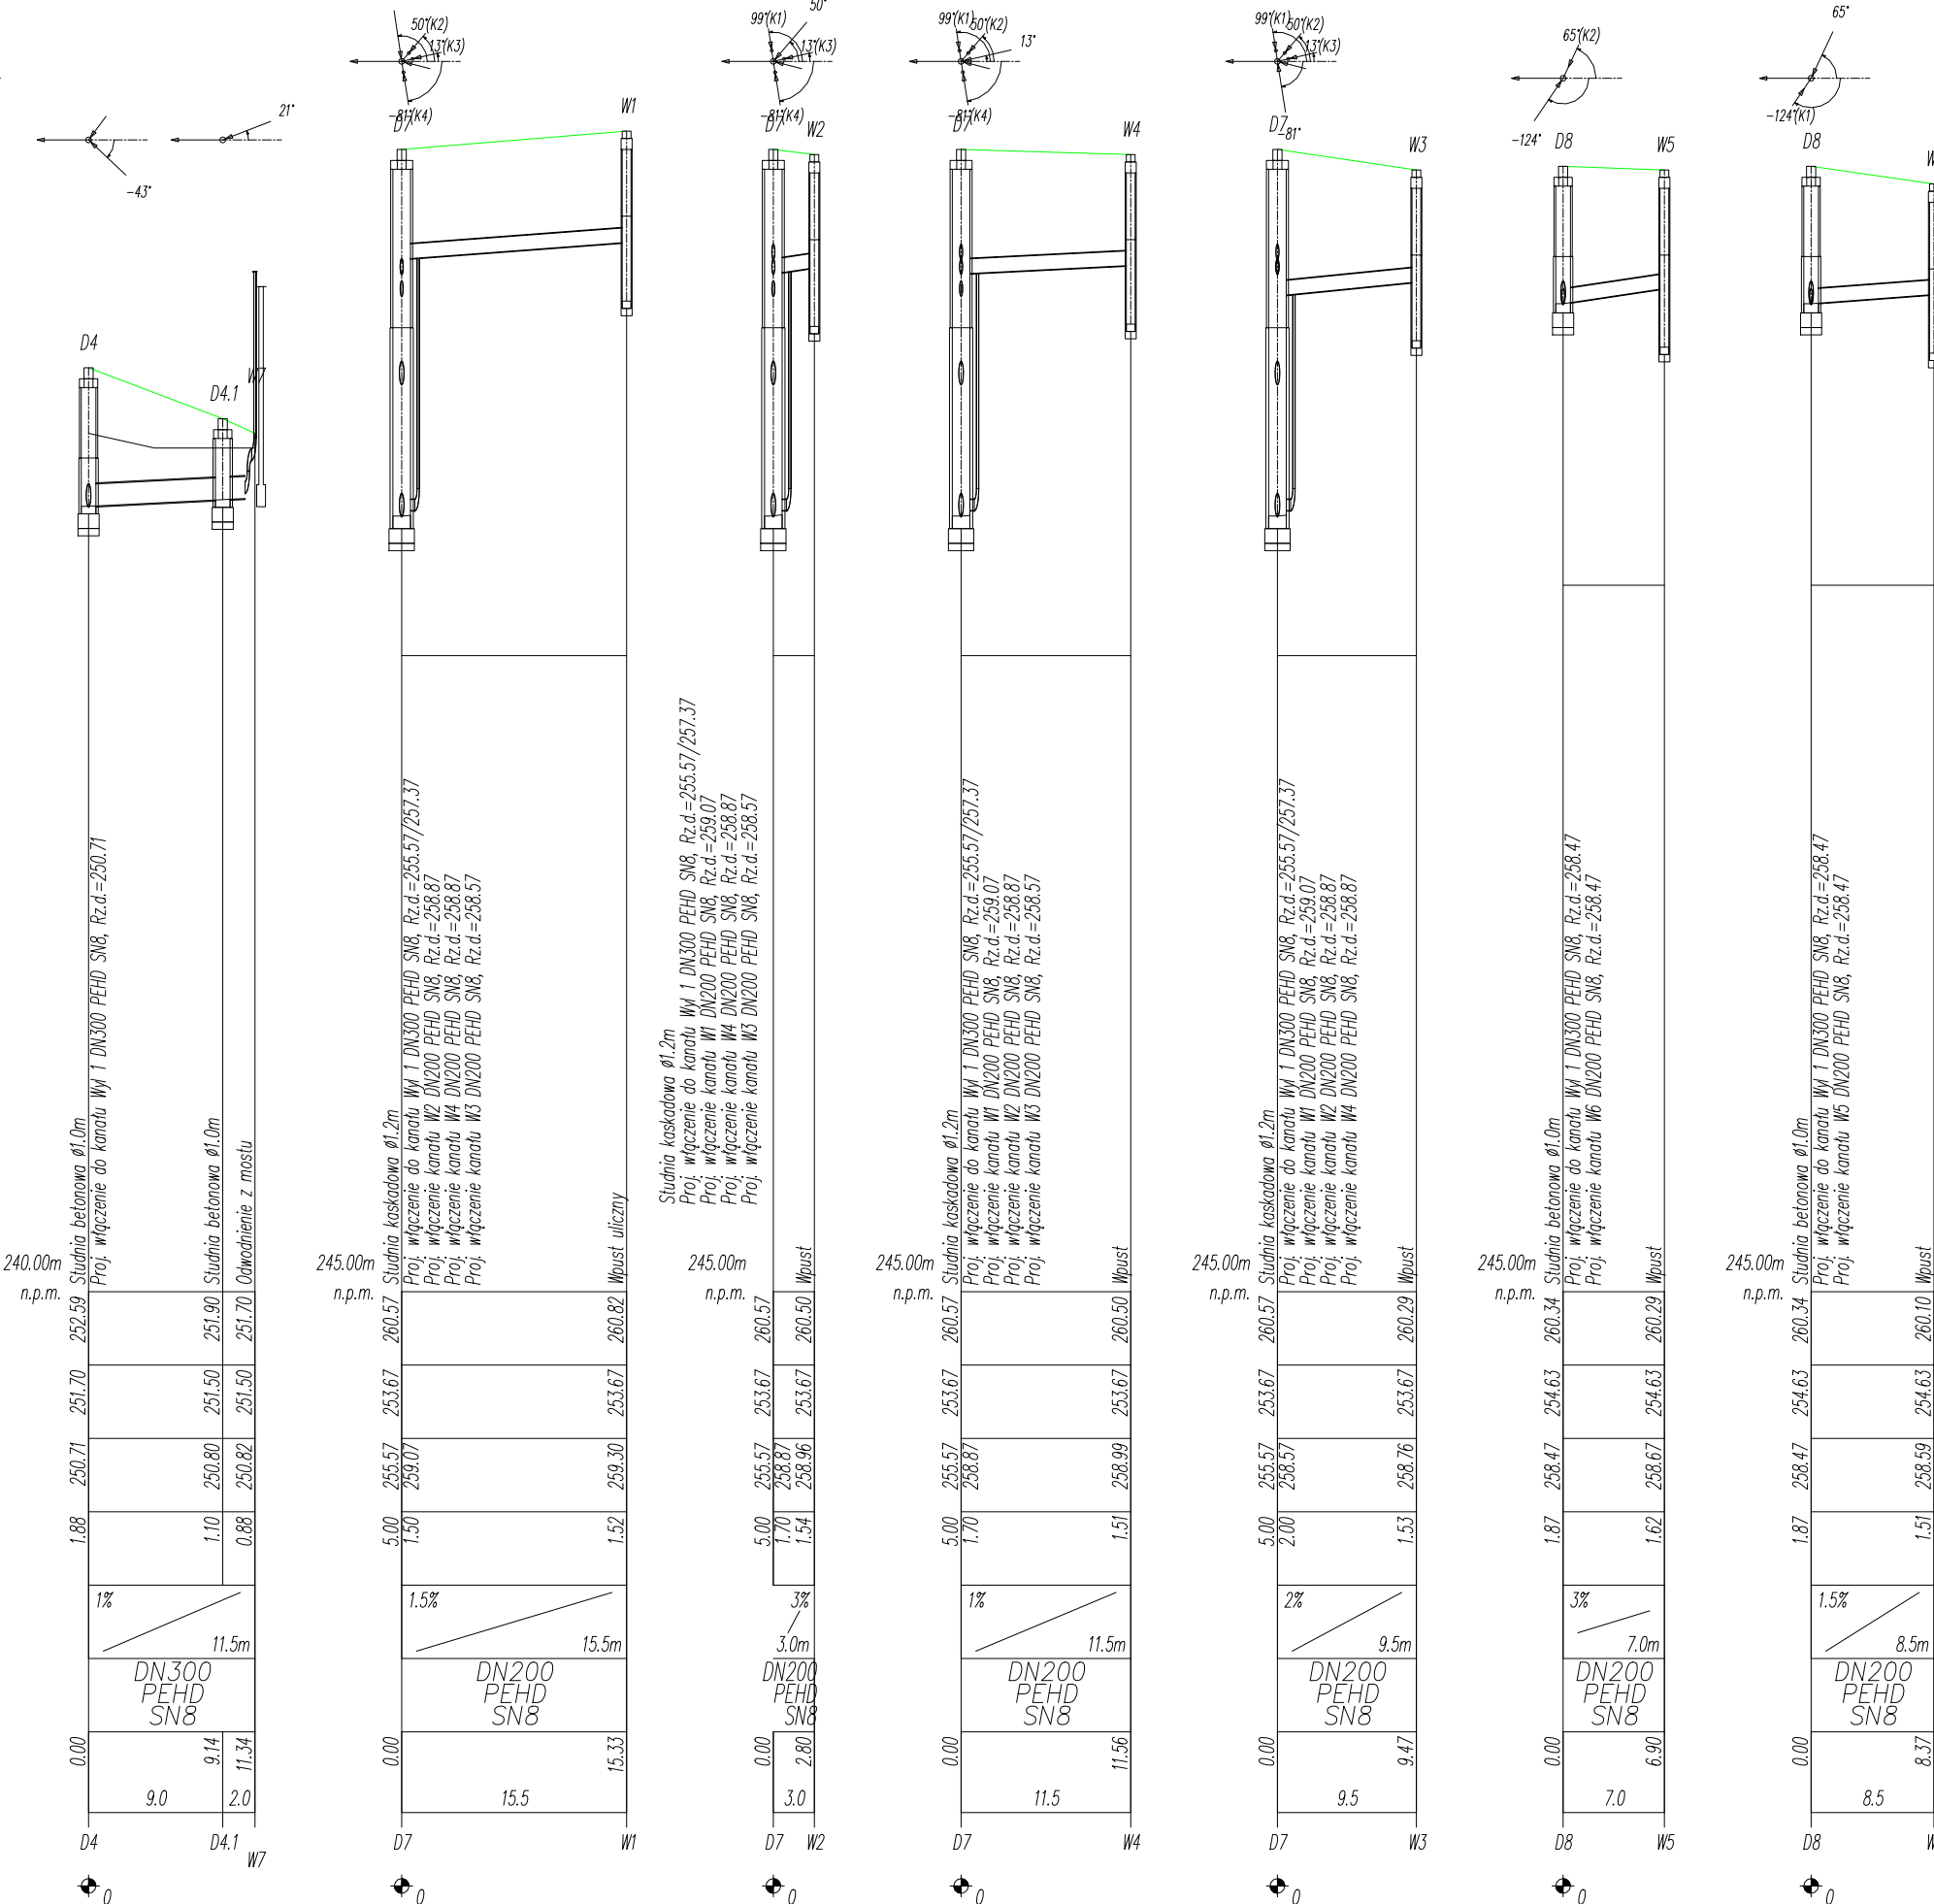 -43°
21°
D4
D4.1
W7
Studnia betonowa ø1.0m
Proj. włączenie do kanału Wyl 1 DN300 PEHD SN8, Rz.d.=250.71
Studnia betonowa ø1.0m
Odwodnienie z mostu
240.00m
n.p.m.
252.59
251.90
251.70
251.70
251.50
251.50
250.71
250.80
250.82
1.88
1.10
0.88
1%
11.5m
DN300
PEHD
SN8
0.00
9.14
11.34
9.0
2.0
D4
D4.1
W7
0
50°(K2)
13°(K3)
-81°(K4)
D7
W1
Studnia kaskadowa ø1.2m
Proj. włączenie do kanału Wyl 1 DN300 PEHD SN8, Rz.d.=255.57/257.37
Proj. włączenie kanału W2 DN200 PEHD SN8, Rz.d.=258.87
Proj. włączenie kanału W4 DN200 PEHD SN8, Rz.d.=258.87
Proj. włączenie kanału W3 DN200 PEHD SN8, Rz.d.=258.57
Wpust uliczny
245.00m
n.p.m.
260.57
260.82
253.67
253.67
255.57
259.07
259.30
5.00
1.50
1.52
1.5%
15.5m
DN200
PEHD
SN8
0.00
15.33
15.5
D7
W1
0
99°(K1)
50°
13°(K3)
-81°(K4)
D7
W2
Studnia kaskadowa ø1.2m
Proj. włączenie do kanału Wyl 1 DN300 PEHD SN8, Rz.d.=255.57/257.37
Proj. włączenie kanału W1 DN200 PEHD SN8, Rz.d.=259.07
Proj. włączenie kanału W4 DN200 PEHD SN8, Rz.d.=258.87
Proj. włączenie kanału W3 DN200 PEHD SN8, Rz.d.=258.57
Wpust
245.00m
n.p.m.
260.57
260.50
253.67
253.67
255.57
258.87
258.96
5.00
1.70
1.54
3%
3.0m
DN200
PEHD
SN8
0.00
2.80
3.0
D7
W2
0
99°(K1)
50°(K2)
13°
-81°(K4)
D7
W4
Studnia kaskadowa ø1.2m
Proj. włączenie do kanału Wyl 1 DN300 PEHD SN8, Rz.d.=255.57/257.37
Proj. włączenie kanału W1 DN200 PEHD SN8, Rz.d.=259.07
Proj. włączenie kanału W2 DN200 PEHD SN8, Rz.d.=258.87
Proj. włączenie kanału W3 DN200 PEHD SN8, Rz.d.=258.57
Wpust
245.00m
n.p.m.
260.57
260.50
253.67
253.67
255.57
258.87
258.99
5.00
1.70
1.51
1%
11.5m
DN200
PEHD
SN8
0.00
11.56
11.5
D7
W4
0
99°(K1)
50°(K2)
13°(K3)
-81°
D7
W3
Studnia kaskadowa ø1.2m
Proj. włączenie do kanału Wyl 1 DN300 PEHD SN8, Rz.d.=255.57/257.37
Proj. włączenie kanału W1 DN200 PEHD SN8, Rz.d.=259.07
Proj. włączenie kanału W2 DN200 PEHD SN8, Rz.d.=258.87
Proj. włączenie kanału W4 DN200 PEHD SN8, Rz.d.=258.87
Wpust
245.00m
n.p.m.
260.57
260.29
253.67
253.67
255.57
258.57
258.76
5.00
2.00
1.53
2%
9.5m
DN200
PEHD
SN8
0.00
9.47
9.5
D7
W3
0
65°(K2)
-124°
D8
W5
Studnia betonowa ø1.0m
Proj. włączenie do kanału Wyl 1 DN300 PEHD SN8, Rz.d.=258.47
Proj. włączenie kanału W6 DN200 PEHD SN8, Rz.d.=258.47
Wpust
245.00m
n.p.m.
260.34
260.29
254.63
254.63
258.47
258.67
1.87
1.62
3%
7.0m
DN200
PEHD
SN8
0.00
6.90
7.0
D8
W5
0
65°
-124°(K1)
D8
Studnia betonowa ø1.0m
Proj. włączenie do kanału Wyl 1 DN300 PEHD SN8, Rz.d.=258.47
Proj. włączenie kanału W5 DN200 PEHD SN8, Rz.d.=258.47
Wpust
245.00m
n.p.m.
260.34
260.10
254.63
254.63
258.47
258.59
1.87
1.51
1.5%
8.5m
DN200
PEHD
SN8
0.00
8.37
8.5
D8
0